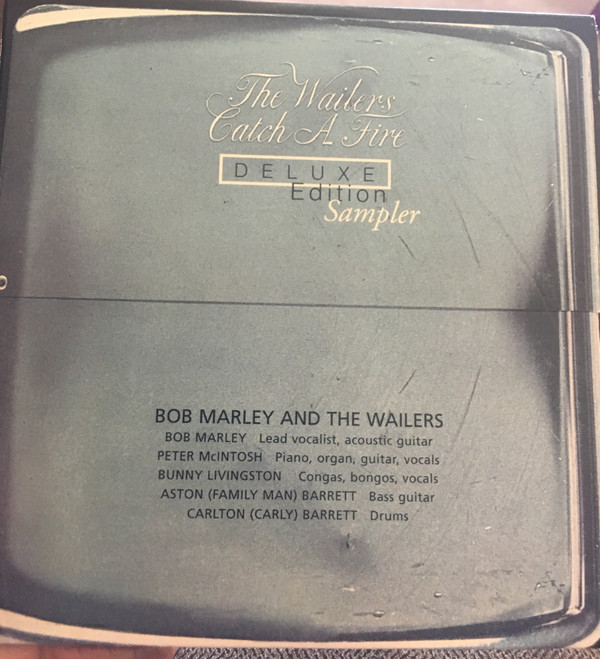 The Wailers
Catch A Fire
DELUXE
Edition
Sampler
BOB MARLEY AND THE WAILERS
BOB MARLEY Lead vocalist, acoustic guitar
PETER McINTOSH Piano, organ, guitar, vocals
BUNNY LIVINGSTON Congas, bongos, vocals
ASTON (FAMILY MAN) BARRETT Bass guitar
CARLTON (CARLY) BARRETT Drums